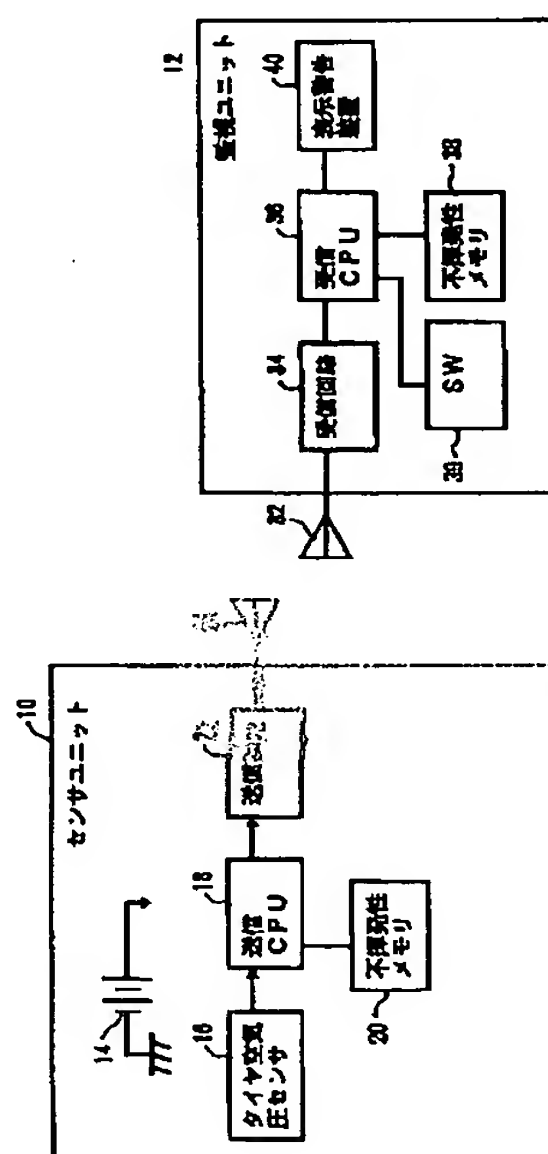 10
センサユニット
14
16
タイヤ空気
圧センサ
18
送信
CPU
20
不揮発性
メモリ
12
監視ユニット
32
34
受信回路
36
受信
CPU
38
不揮発性
メモリ
39
SW
40
表示警告
装置